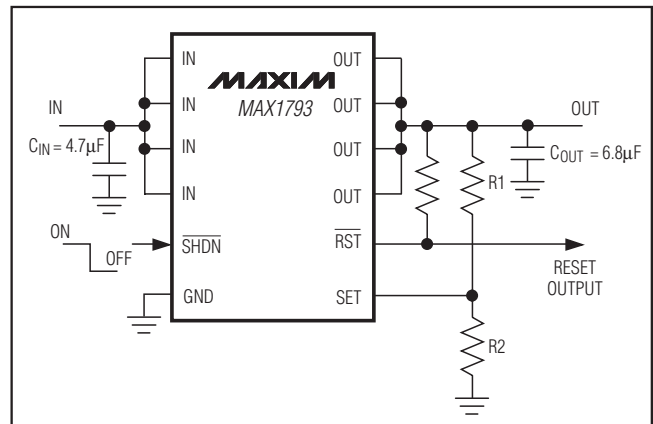 MAXIM
MAX1793
IN
OUT
IN
OUT
IN
OUT
IN
OUT
IN
C_IN = 4.7µF
OUT
C_OUT = 6.8µF
R1
ON
OFF
SHDN
RST
RESET
OUTPUT
GND
SET
R2